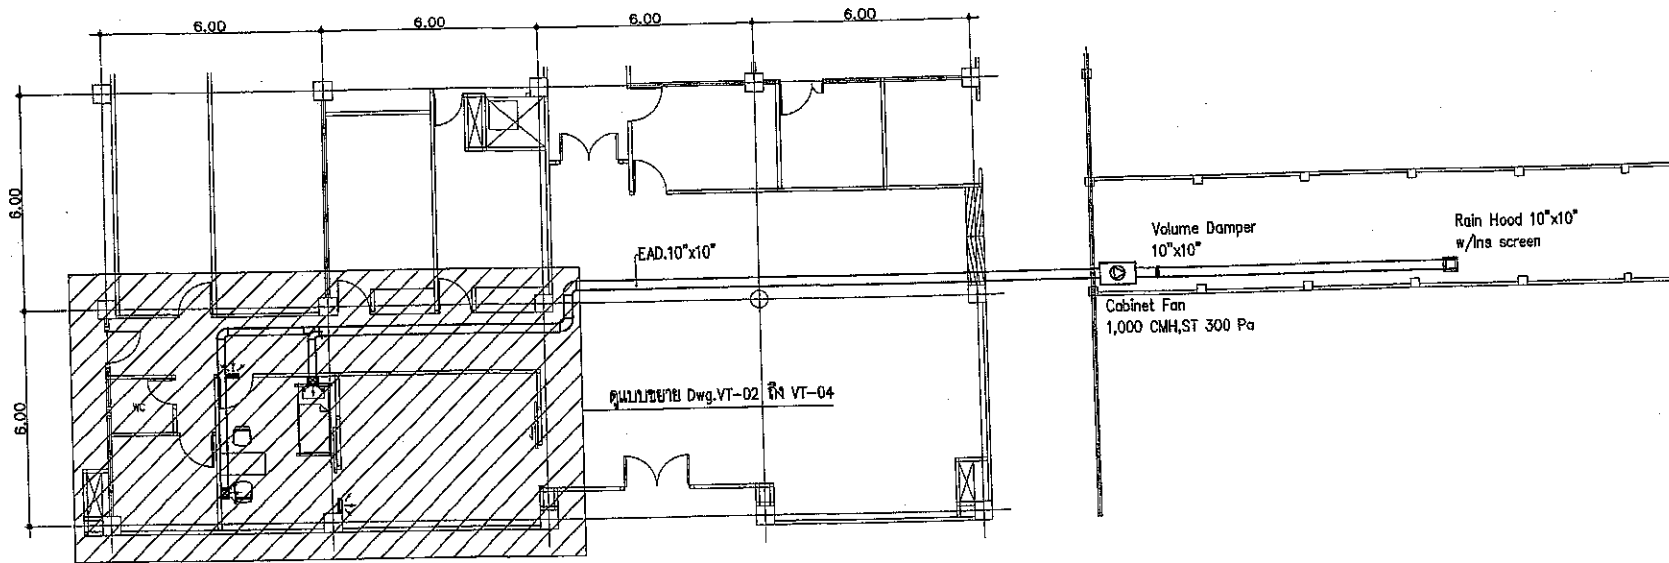 6.00
6.00
6.00
6.00
6.00
6.00
EAD.10"x10"
Volume Damper
10"x10"
Rain Hood 10"x10"
w/Ins screen
Cabinet Fan
1,000 CMH,ST 300 Pa
ดูแบบขยาย Dwg.VT-02 ถึง VT-04
WC